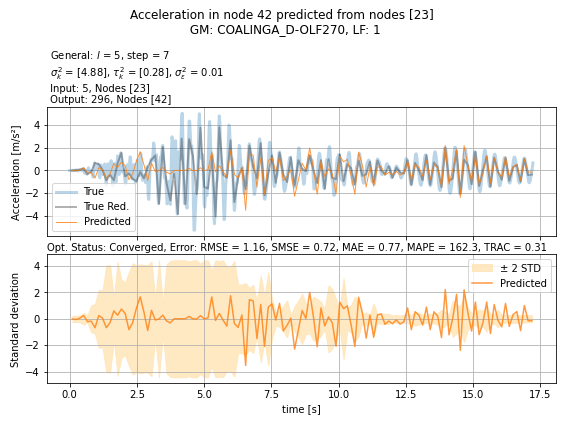 Acceleration in node 42 predicted from nodes [23]
GM: COALINGA_D-OLF270, LF: 1
General: l = 5, step = 7
σ²ₖ = [4.88], τ²ₖ = [0.28], σ²ε = 0.01
Input: 5, Nodes [23]
Output: 296, Nodes [42]
Acceleration [m/s²]
4
2
0
−2
−4
True
True Red.
Predicted
Opt. Status: Converged, Error: RMSE = 1.16, SMSE = 0.72, MAE = 0.77, MAPE = 162.3, TRAC = 0.31
Standard deviation
4
2
0
−2
−4
± 2 STD
Predicted
0.0 2.5 5.0 7.5 10.0 12.5 15.0 17.5
time [s]